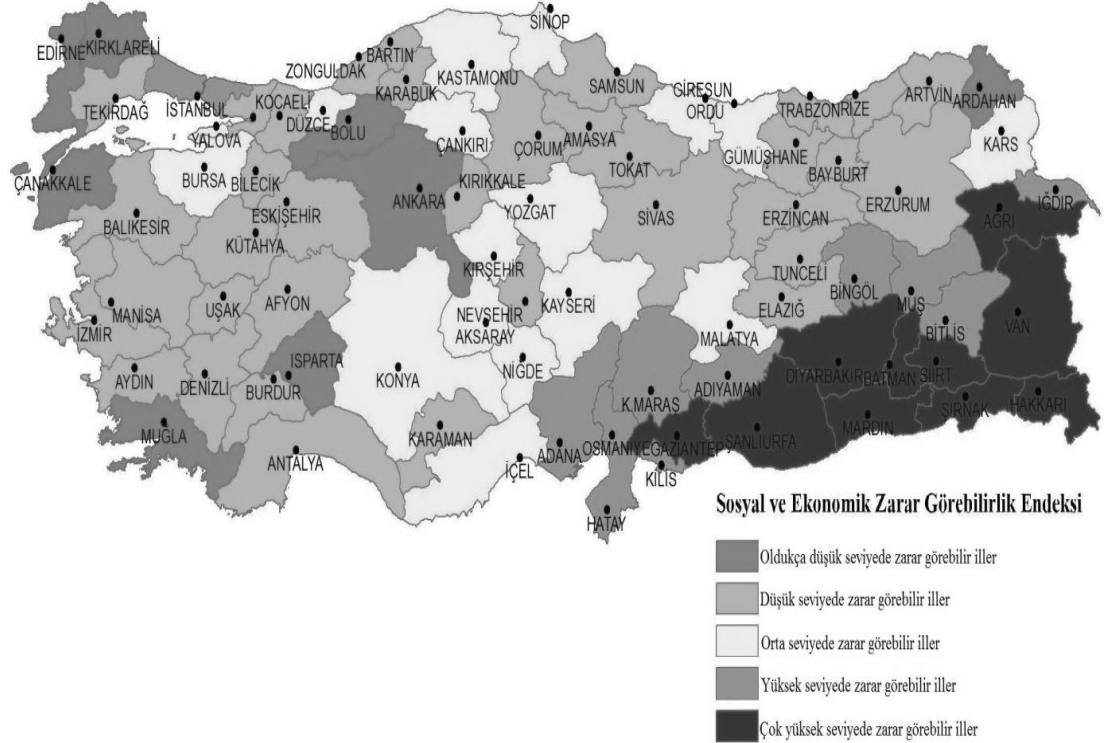 SİNOP
EDİRNE
KIRKLARELİ
BARTIN
ZONGULDAK
KASTAMONU
SAMSUN
KARABÜK
GİRESUN
ORDU
TRABZON
RİZE
ARTVİN
ARDAHAN
TEKİRDAĞ
İSTANBUL
KOCAELİ
DÜZCE
BOLU
YALOVA
ÇANKIRI
ÇORUM
AMASYA
TOKAT
GÜMÜŞHANE
BAYBURT
KARS
ÇANAKKALE
BURSA
BİLECİK
ANKARA
KIRIKKALE
YOZGAT
SİVAS
ERZİNCAN
ERZURUM
AĞRI
IĞDIR
BALIKESİR
ESKİŞEHİR
KÜTAHYA
KIRŞEHİR
TUNCELİ
BİNGÖL
MUŞ
MANİSA
UŞAK
AFYON
NEVŞEHİR
KAYSERİ
ELAZIĞ
BİTLİS
VAN
İZMİR
AKSARAY
MALATYA
AYDIN
DENİZLİ
ISPARTA
BURDUR
KONYA
NİĞDE
DİYARBAKIR
BATMAN
SİİRT
ADIYAMAN
HAKKARİ
ŞIRNAK
MUĞLA
ANTALYA
KARAMAN
İÇEL
ADANA
K.MARAŞ
OSMANİYE
GAZİANTEP
ŞANLIURFA
MARDİN
KİLİS
HATAY
Sosyal ve Ekonomik Zarar Görebilirlik Endeksi
Oldukça düşük seviyede zarar görebilir iller
Düşük seviyede zarar görebilir iller
Orta seviyede zarar görebilir iller
Yüksek seviyede zarar görebilir iller
Çok yüksek seviyede zarar görebilir iller